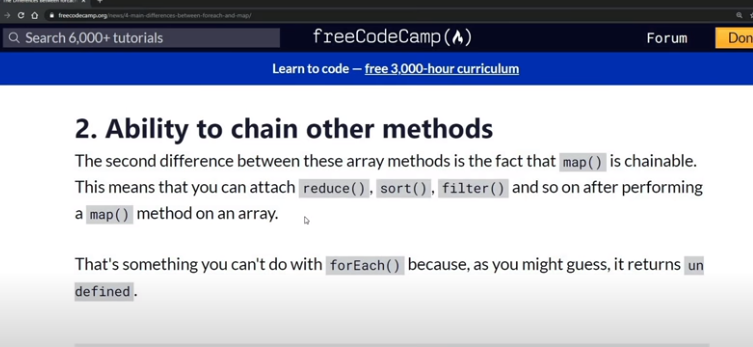 The Differences between forEac
freecodecamp.org/news/4-main-differences-between-foreach-and-map/
Search 6,000+ tutorials
freeCodeCamp
Forum
Don
Learn to code — free 3,000-hour curriculum
2. Ability to chain other methods
The second difference between these array methods is the fact that map() is chainable.
This means that you can attach reduce(), sort(), filter() and so on after performing
a map() method on an array.
That's something you can't do with forEach() because, as you might guess, it returns un
defined.